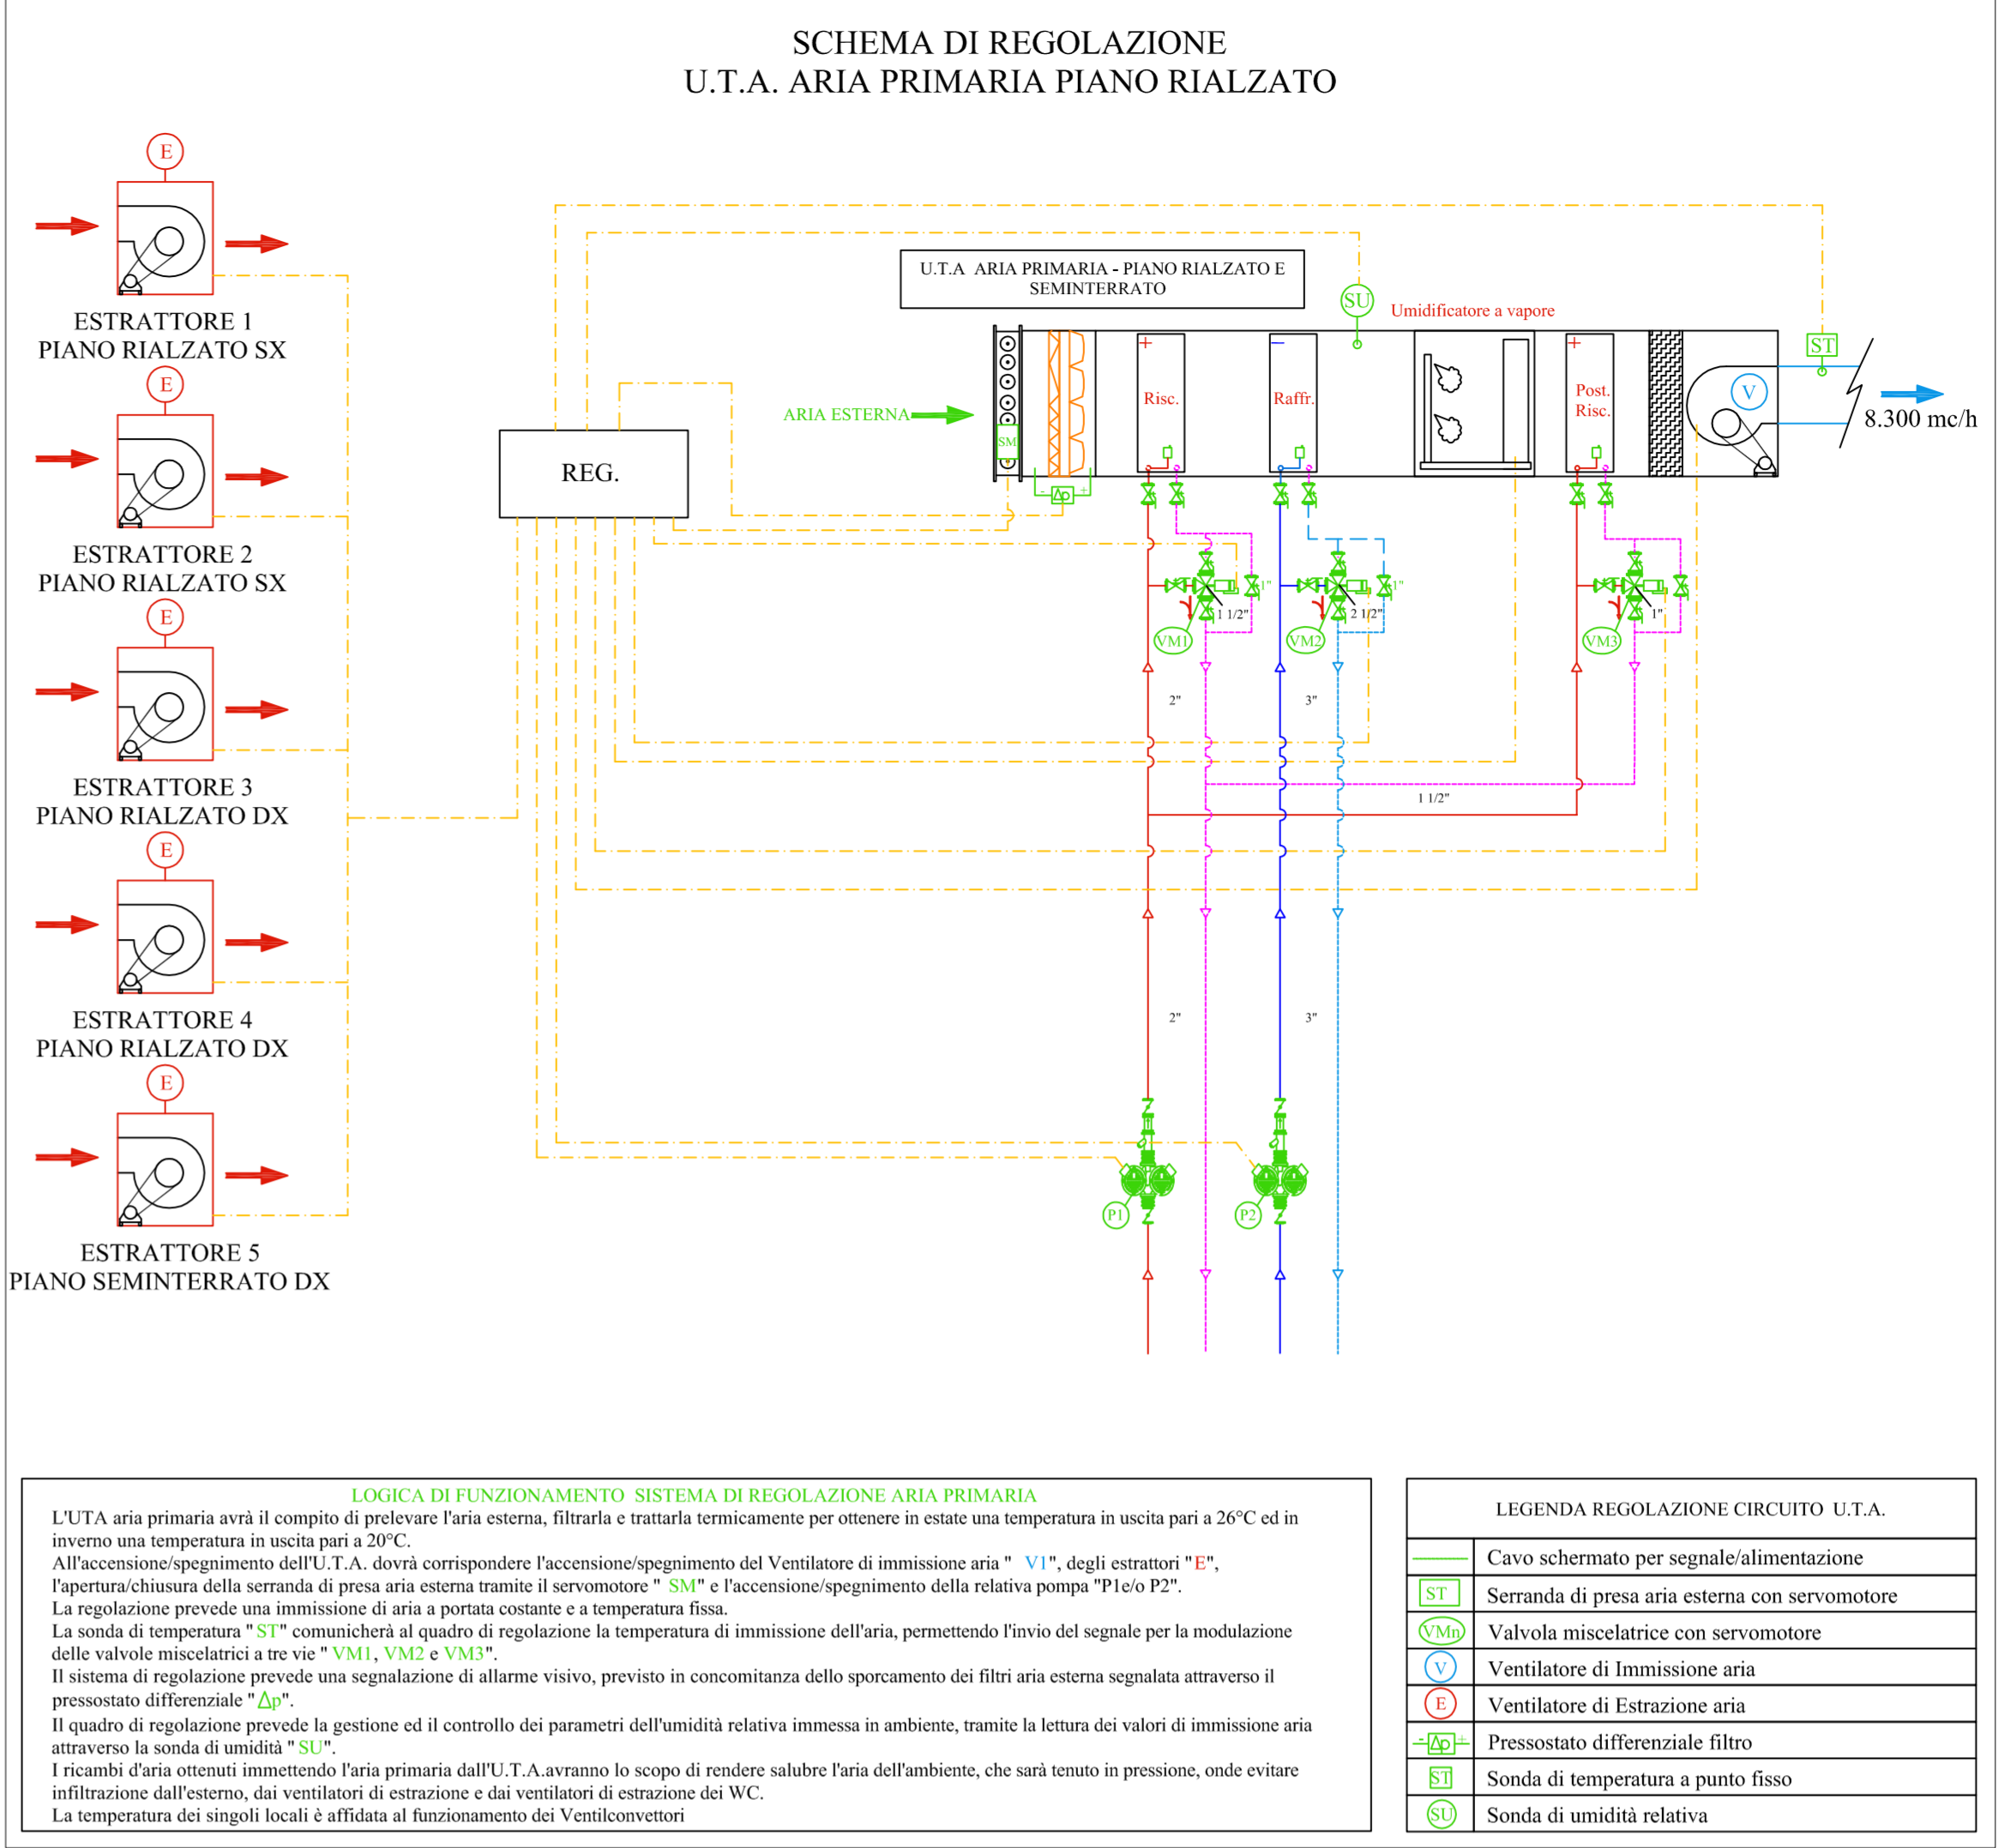 SCHEMA DI REGOLAZIONE
U.T.A. ARIA PRIMARIA PIANO RIALZATO
E
ESTRATTORE 1
PIANO RIALZATO SX
E
ESTRATTORE 2
PIANO RIALZATO SX
E
ESTRATTORE 3
PIANO RIALZATO DX
E
ESTRATTORE 4
PIANO RIALZATO DX
E
ESTRATTORE 5
PIANO SEMINTERRATO DX
REG.
U.T.A ARIA PRIMARIA - PIANO RIALZATO E
SEMINTERRATO
SU
Umidificatore a vapore
ARIA ESTERNA
SM
- Δp +
+
Risc.
−
Raffr.
+
Post.
Risc.
V
ST
8.300 mc/h
1"
1 1/2"
VM1
1"
2 1/2"
VM2
1"
VM3
2"
3"
1 1/2"
2"
3"
P1
P2
LOGICA DI FUNZIONAMENTO SISTEMA DI REGOLAZIONE ARIA PRIMARIA
L'UTA aria primaria avrà il compito di prelevare l'aria esterna, filtrarla e trattarla termicamente per ottenere in estate una temperatura in uscita pari a 26°C ed in
inverno una temperatura in uscita pari a 20°C.
All'accensione/spegnimento dell'U.T.A. dovrà corrispondere l'accensione/spegnimento del Ventilatore di immissione aria " V1", degli estrattori "E",
l'apertura/chiusura della serranda di presa aria esterna tramite il servomotore " SM" e l'accensione/spegnimento della relativa pompa "P1e/o P2".
La regolazione prevede una immissione di aria a portata costante e a temperatura fissa.
La sonda di temperatura "ST" comunicherà al quadro di regolazione la temperatura di immissione dell'aria, permettendo l'invio del segnale per la modulazione
delle valvole miscelatrici a tre vie "VM1, VM2 e VM3".
Il sistema di regolazione prevede una segnalazione di allarme visivo, previsto in concomitanza dello sporcamento dei filtri aria esterna segnalata attraverso il
pressostato differenziale "Δp".
Il quadro di regolazione prevede la gestione ed il controllo dei parametri dell'umidità relativa immessa in ambiente, tramite la lettura dei valori di immissione aria
attraverso la sonda di umidità "SU".
I ricambi d'aria ottenuti immettendo l'aria primaria dall'U.T.A.avranno lo scopo di rendere salubre l'aria dell'ambiente, che sarà tenuto in pressione, onde evitare
infiltrazione dall'esterno, dai ventilatori di estrazione e dai ventilatori di estrazione dei WC.
La temperatura dei singoli locali è affidata al funzionamento dei Ventilconvettori
LEGENDA REGOLAZIONE CIRCUITO U.T.A.
Cavo schermato per segnale/alimentazione
ST Serranda di presa aria esterna con servomotore
VMn Valvola miscelatrice con servomotore
V Ventilatore di Immissione aria
E Ventilatore di Estrazione aria
- Δp + Pressostato differenziale filtro
ST Sonda di temperatura a punto fisso
SU Sonda di umidità relativa